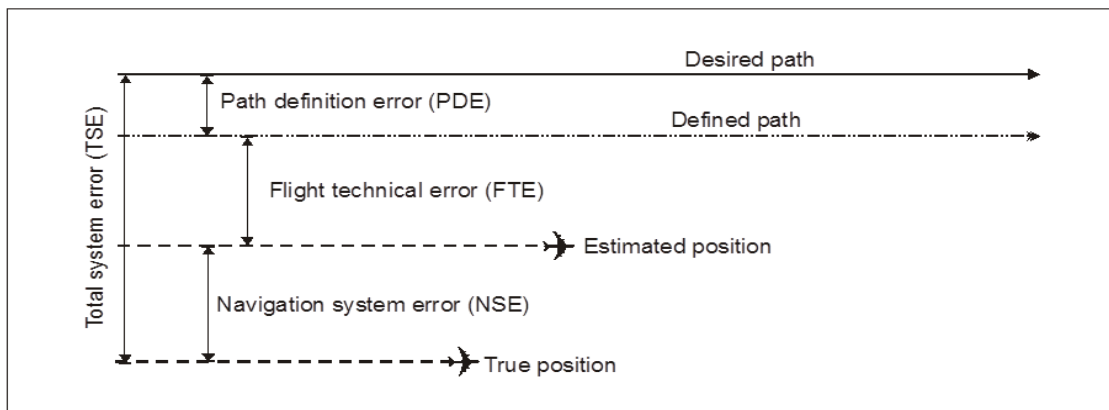 Desired path
Path definition error (PDE)
Defined path
Total system error (TSE)
Flight technical error (FTE)
Estimated position
Navigation system error (NSE)
True position